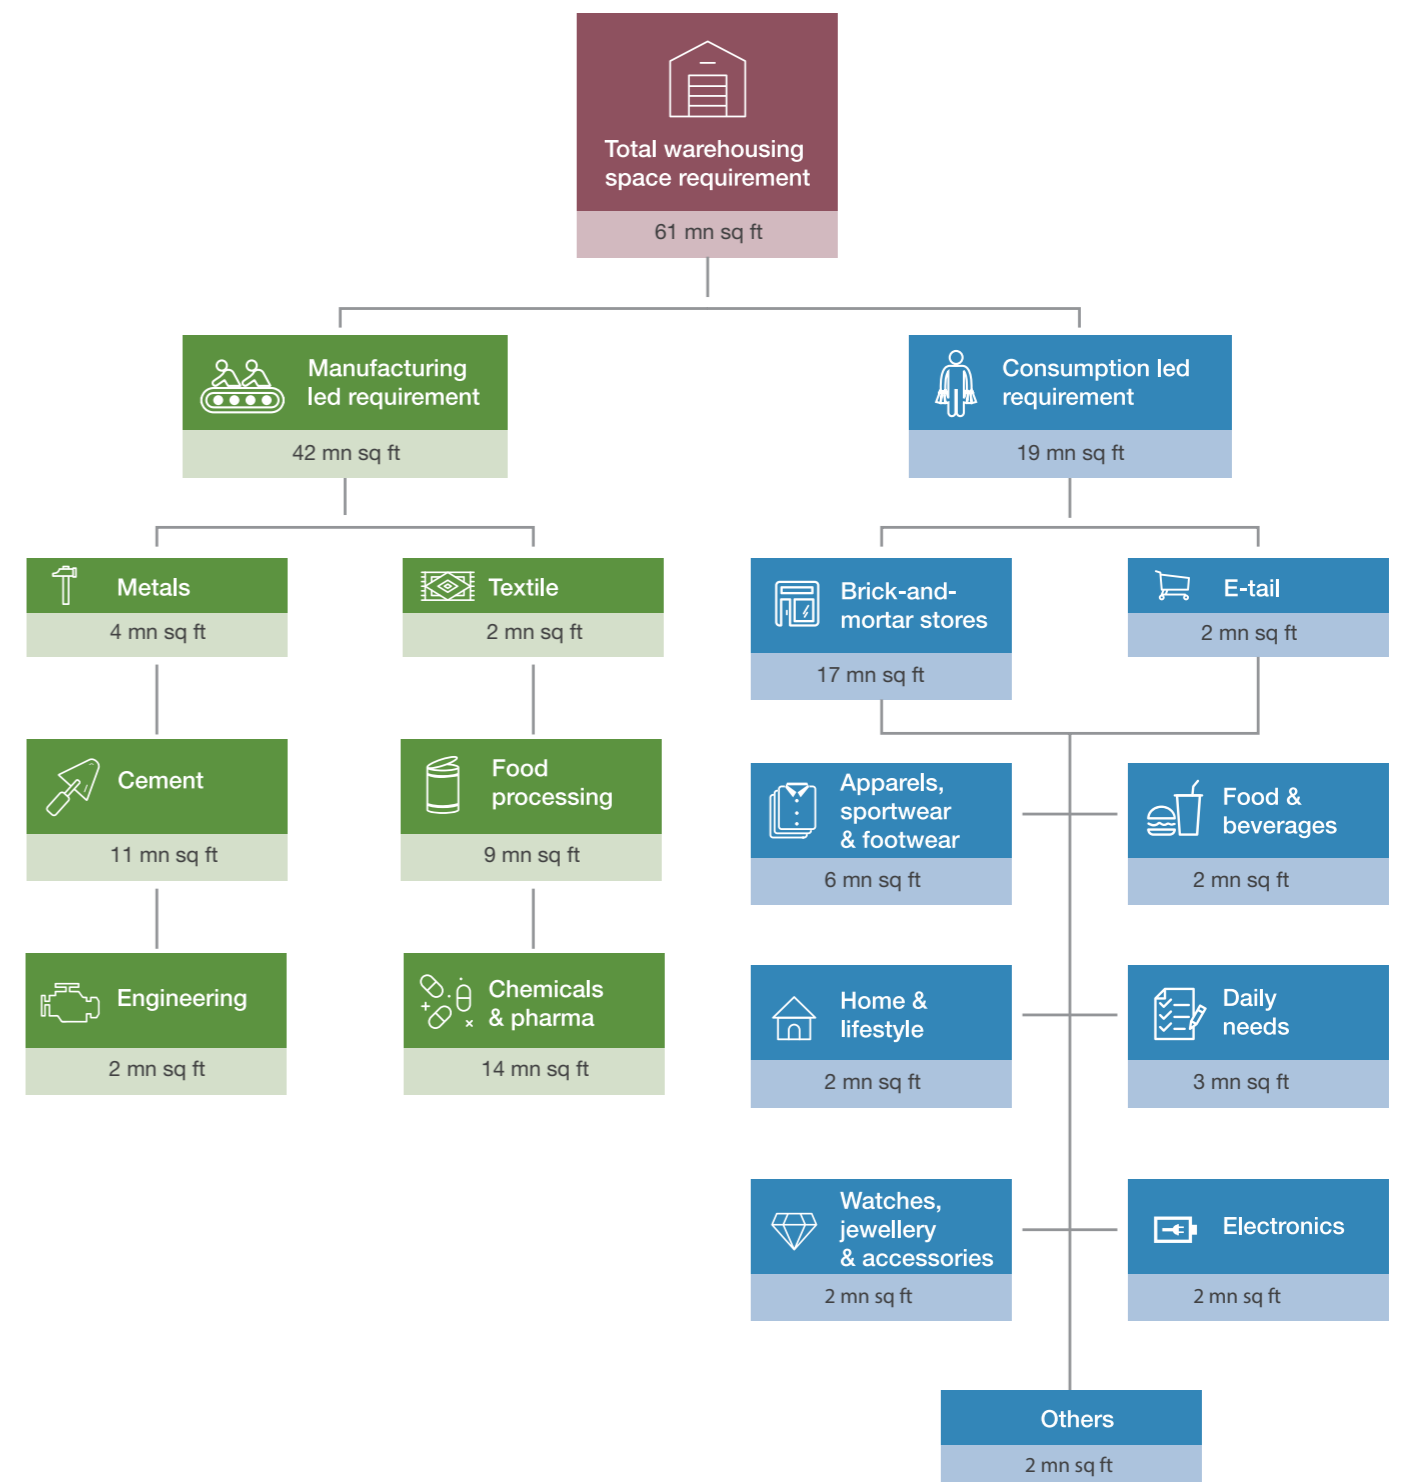 Total warehousing
space requirement
61 mn sq ft
Manufacturing
led requirement
42 mn sq ft
Consumption led
requirement
19 mn sq ft
Metals
4 mn sq ft
Textile
2 mn sq ft
Brick-and-
mortar stores
17 mn sq ft
E-tail
2 mn sq ft
Cement
11 mn sq ft
Food
processing
9 mn sq ft
Apparels,
sportwear
& footwear
6 mn sq ft
Food &
beverages
2 mn sq ft
Engineering
2 mn sq ft
Chemicals
& pharma
14 mn sq ft
Home &
lifestyle
2 mn sq ft
Daily
needs
3 mn sq ft
Watches,
jewellery
& accessories
2 mn sq ft
Electronics
2 mn sq ft
Others
2 mn sq ft